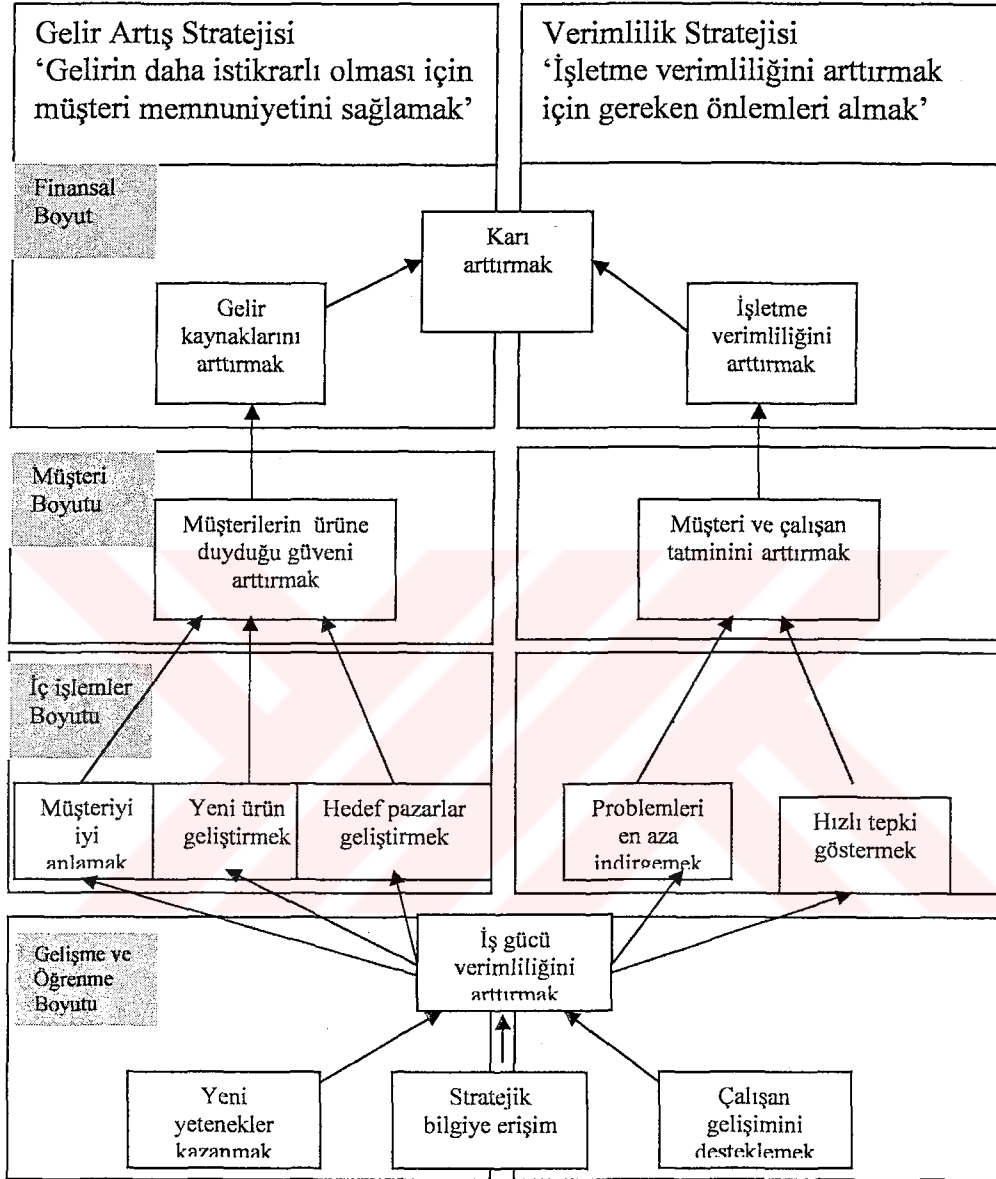 Gelir Artış Stratejisi
‘Gelirin daha istikrarlı olması için
müşteri memnuniyetini sağlamak’
Verimlilik Stratejisi
‘İşletme verimliliğini arttırmak
için gereken önlemleri almak’
Finansal
Boyut
Karı
arttırmak
Gelir
kaynaklarını
arttırmak
İşletme
verimliliğini
arttırmak
Müşteri
Boyutu
Müşterilerin ürüne
duyduğu güveni
arttırmak
Müşteri ve çalışan
tatminini arttırmak
İç işlemler
Boyutu
Müşteriyi
iyi
anlamak
Yeni ürün
geliştirmek
Hedef pazarlar
geliştirmek
Problemleri
en aza
indirgemek
Hızlı tepki
göstermek
Gelişme ve
Öğrenme
Boyutu
İş gücü
verimliliğini
arttırmak
Yeni
yetenekler
kazanmak
Stratejik
bilgiye erişim
Çalışan
gelişimini
desteklemek